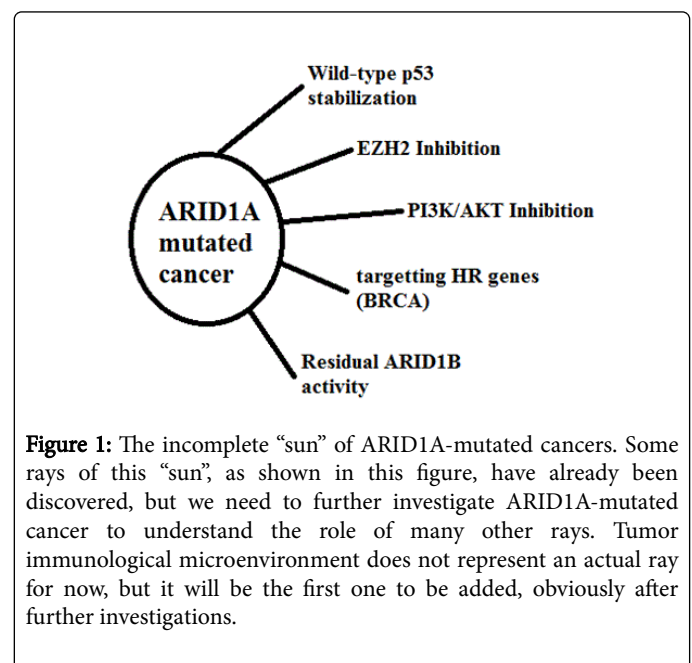 Wild-type p53
stabilization
EZH2 Inhibition
ARID1A
mutated
cancer
PI3K/AKT Inhibition
targetting HR genes
(BRCA)
Residual ARID1B
activity
Figure 1: The incomplete “sun” of ARID1A-mutated cancers. Some
rays of this “sun”, as shown in this figure, have already been
discovered, but we need to further investigate ARID1A-mutated
cancer to understand the role of many other rays. Tumor
immunological microenvironment does not represent an actual ray
for now, but it will be the first one to be added, obviously after
further investigations.